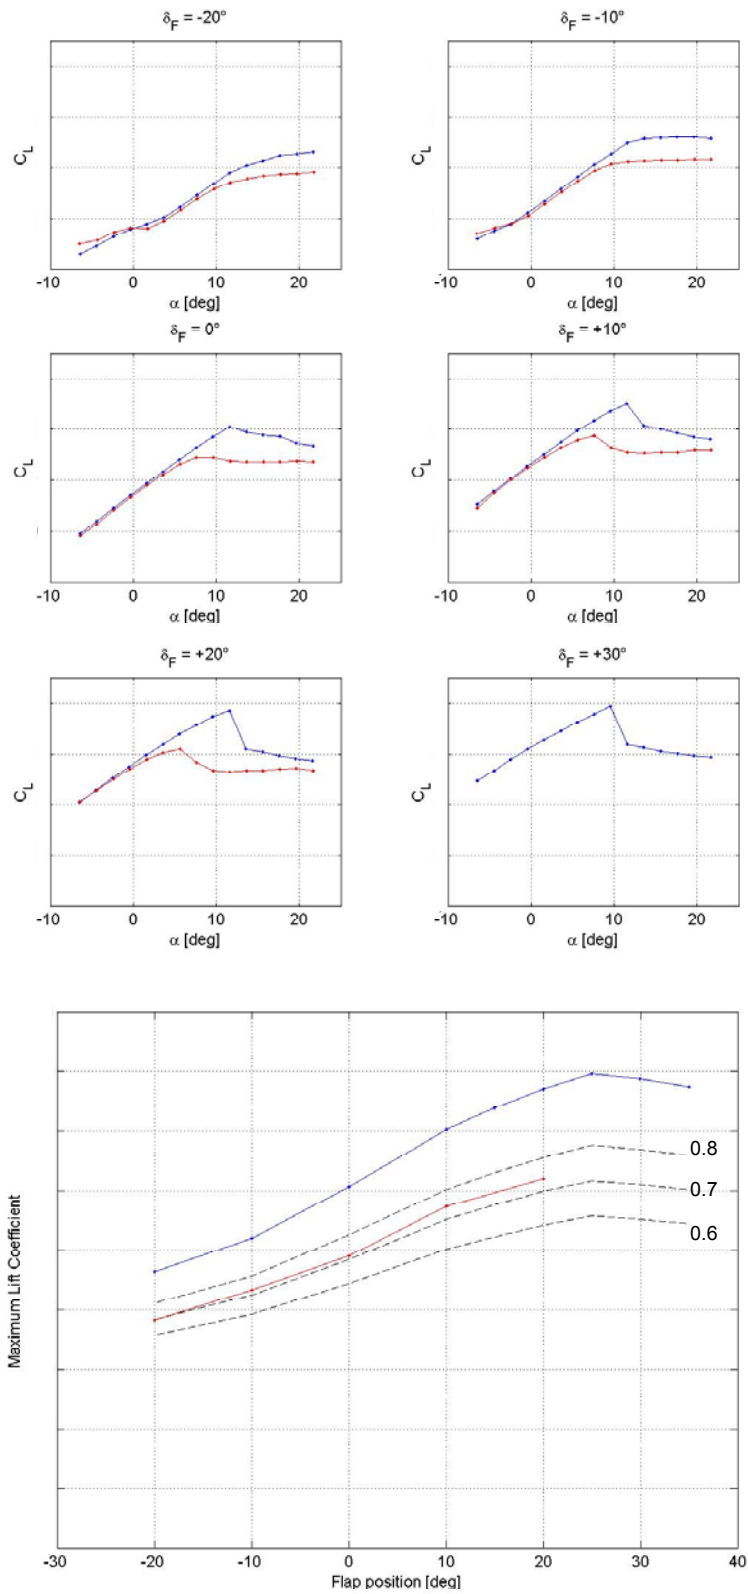 δF = -20°
δF = -10°
CL
CL
-10 0 10 20
-10 0 10 20
α [deg]
α [deg]
δF = 0°
δF = +10°
CL
CL
-10 0 10 20
-10 0 10 20
α [deg]
α [deg]
δF = +20°
δF = +30°
CL
CL
-10 0 10 20
-10 0 10 20
α [deg]
α [deg]
0.8
0.7
0.6
Maximum Lift Coefficient
-30 -20 -10 0 10 20 30 40
Flap position [deg]